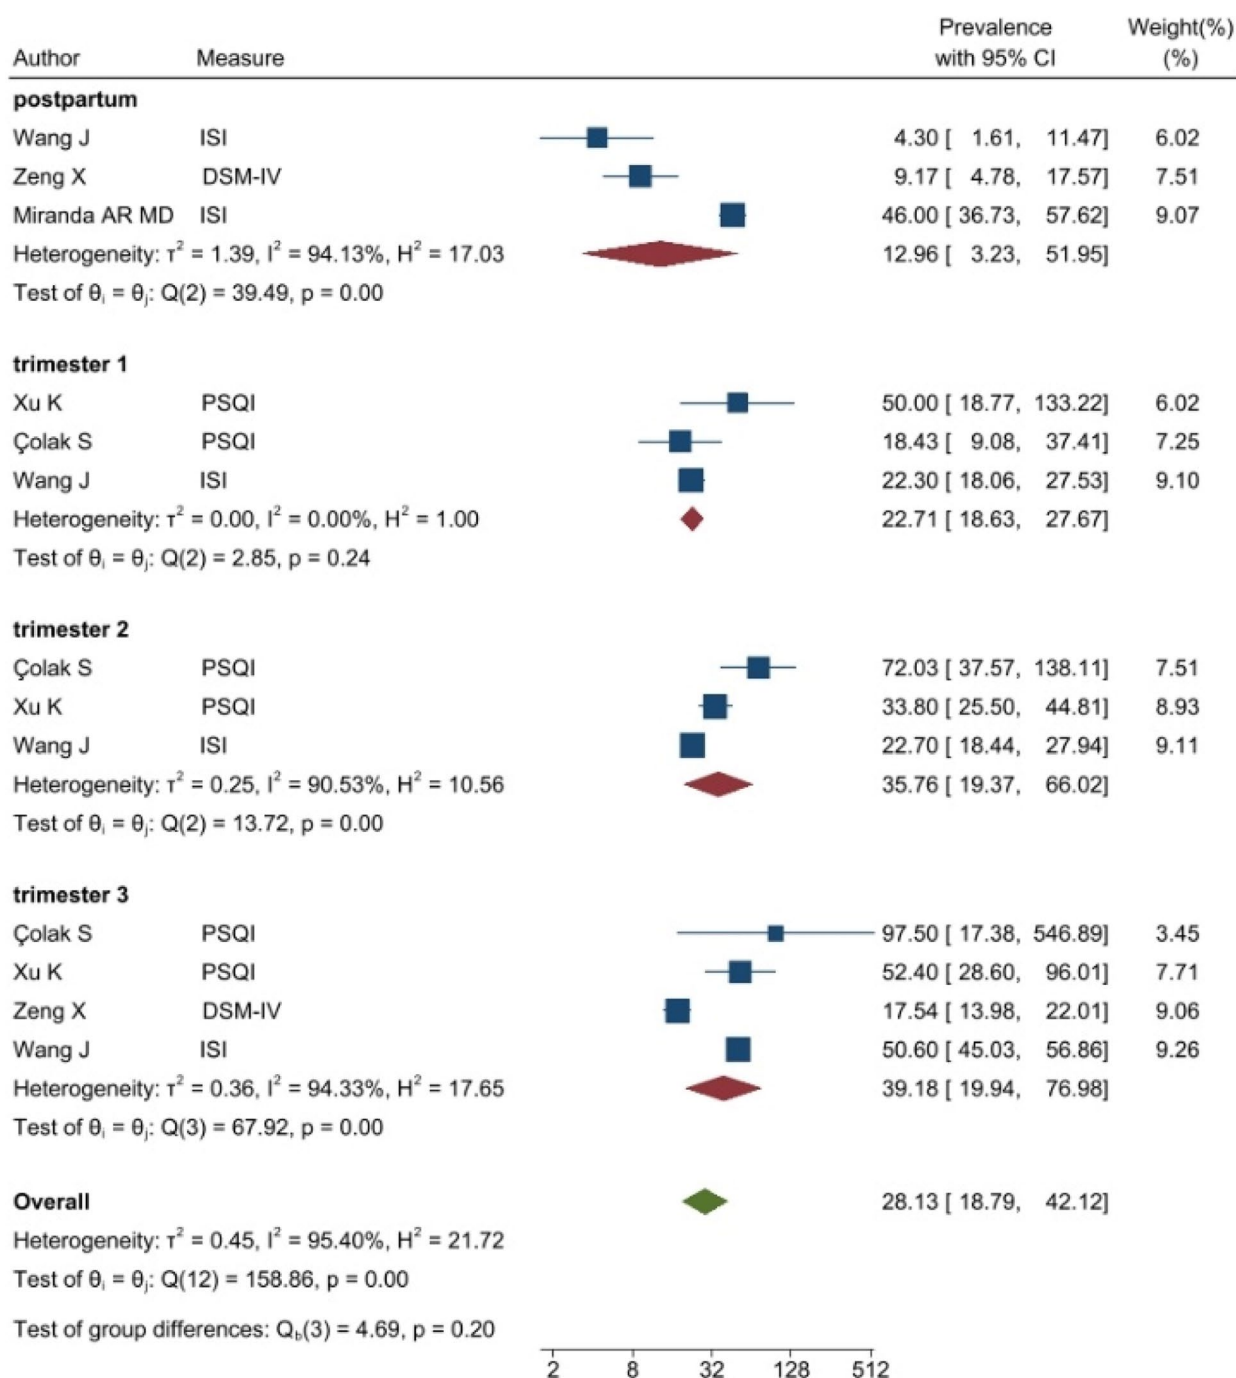 Prevalence Weight(%)
Author Measure with 95% CI (%)
postpartum
Wang J ISI 4.30 [ 1.61, 11.47] 6.02
Zeng X DSM-IV 9.17 [ 4.78, 17.57] 7.51
Miranda AR MD ISI 46.00 [ 36.73, 57.62] 9.07
Heterogeneity: τ² = 1.39, I² = 94.13%, H² = 17.03 12.96 [ 3.23, 51.95]
Test of θᵢ = θⱼ: Q(2) = 39.49, p = 0.00
trimester 1
Xu K PSQI 50.00 [ 18.77, 133.22] 6.02
Çolak S PSQI 18.43 [ 9.08, 37.41] 7.25
Wang J ISI 22.30 [ 18.06, 27.53] 9.10
Heterogeneity: τ² = 0.00, I² = 0.00%, H² = 1.00 22.71 [ 18.63, 27.67]
Test of θᵢ = θⱼ: Q(2) = 2.85, p = 0.24
trimester 2
Çolak S PSQI 72.03 [ 37.57, 138.11] 7.51
Xu K PSQI 33.80 [ 25.50, 44.81] 8.93
Wang J ISI 22.70 [ 18.44, 27.94] 9.11
Heterogeneity: τ² = 0.25, I² = 90.53%, H² = 10.56 35.76 [ 19.37, 66.02]
Test of θᵢ = θⱼ: Q(2) = 13.72, p = 0.00
trimester 3
Çolak S PSQI 97.50 [ 17.38, 546.89] 3.45
Xu K PSQI 52.40 [ 28.60, 96.01] 7.71
Zeng X DSM-IV 17.54 [ 13.98, 22.01] 9.06
Wang J ISI 50.60 [ 45.03, 56.86] 9.26
Heterogeneity: τ² = 0.36, I² = 94.33%, H² = 17.65 39.18 [ 19.94, 76.98]
Test of θᵢ = θⱼ: Q(3) = 67.92, p = 0.00
Overall 28.13 [ 18.79, 42.12]
Heterogeneity: τ² = 0.45, I² = 95.40%, H² = 21.72
Test of θᵢ = θⱼ: Q(12) = 158.86, p = 0.00
Test of group differences: Q_b(3) = 4.69, p = 0.20
2 8 32 128 512